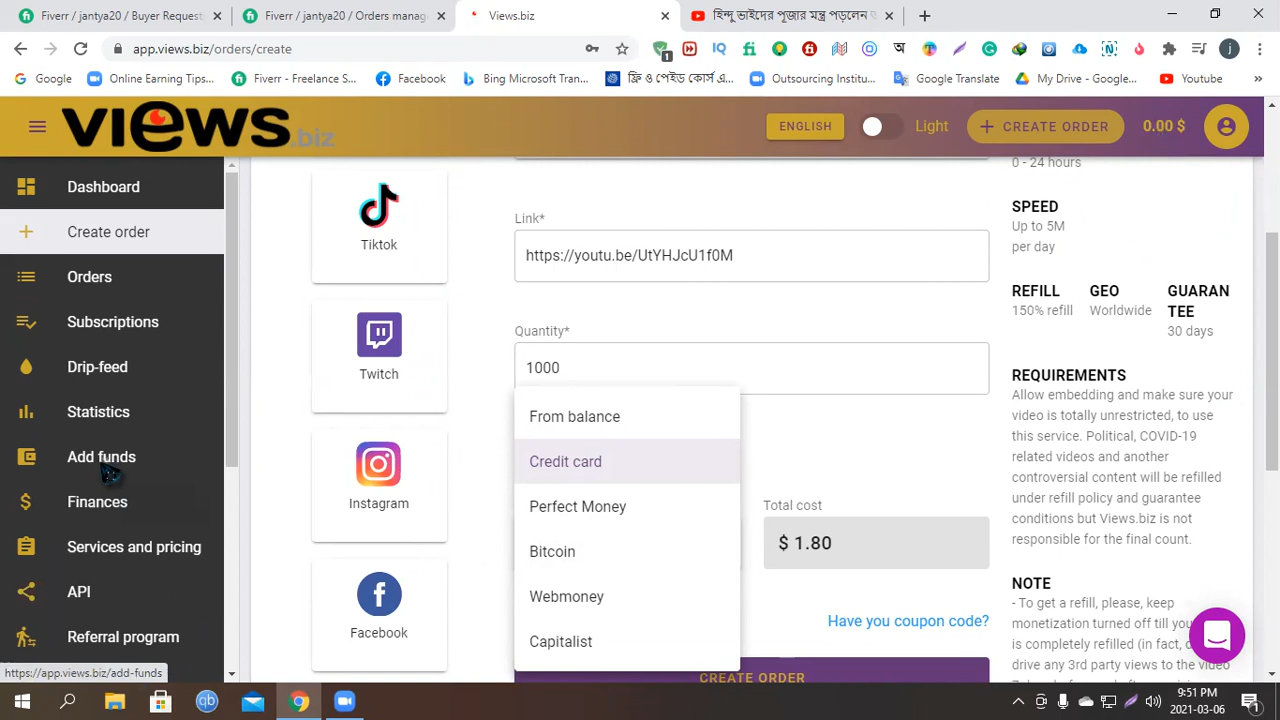 Fiverr / jantya20 / Buyer Reques
Fiverr / jantya20 / Orders manag
Views.biz
হিন্দু ভাইদের পূজার মন্ত্র পড়লেন
app.views.biz/orders/create
Google
Online Earning Tips...
Fiverr - Freelance S...
Facebook
Bing Microsoft Tran...
ফ্রি ও পেইড কোর্স এ...
Outsourcing Institu...
Google Translate
My Drive - Google...
Youtube
views.biz
ENGLISH
Light
+ CREATE ORDER
0.00 $
Dashboard
Create order
Orders
Subscriptions
Drip-feed
Statistics
Add funds
Finances
Services and pricing
API
Referral program
https://app.views.biz/add-funds
Tiktok
Twitch
Instagram
Facebook
Link*
https://youtu.be/UtYHJcU1f0M
Quantity*
1000
From balance
Credit card
Perfect Money
Bitcoin
Webmoney
Capitalist
Total cost
$ 1.80
Have you coupon code?
CREATE ORDER
0 - 24 hours
SPEED
Up to 5M
per day
REFILL
150% refill
GEO
Worldwide
GUARAN
TEE
30 days
REQUIREMENTS
Allow embedding and make sure your
video is totally unrestricted, to use
this service. Political, COVID-19
related videos and another
controversial content will be refilled
under refill policy and guarantee
conditions but Views.biz is not
responsible for the final count.
NOTE
- To get a refill, please, keep
monetization turned off till you
is completely refilled (in fact, d
drive any 3rd party views to the video
9:51 PM
2021-03-06